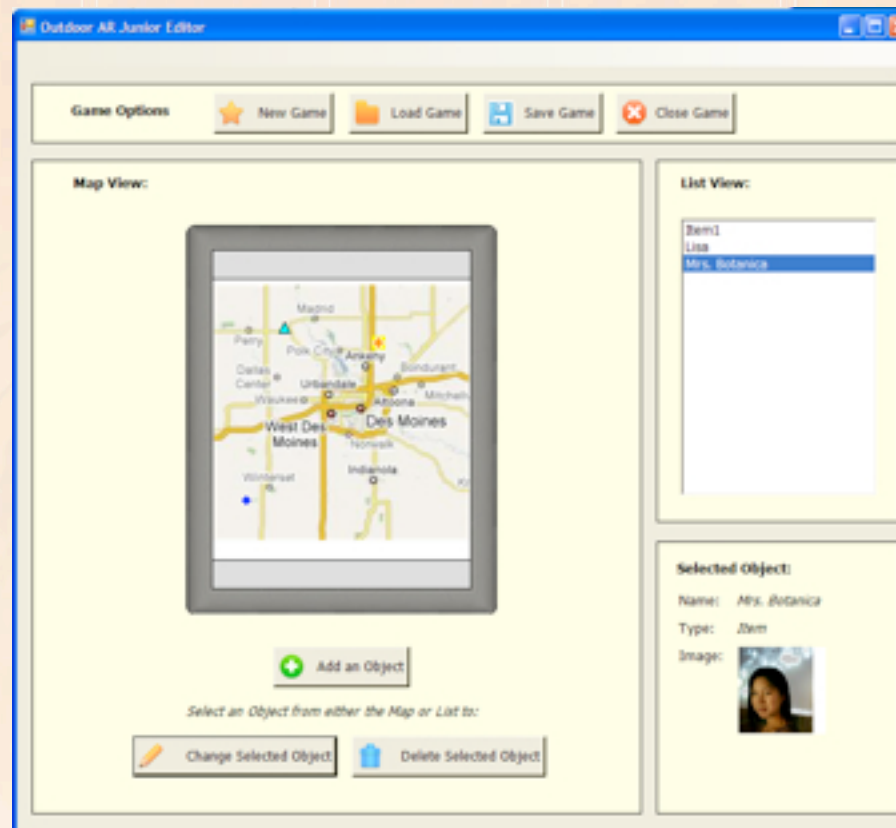 Outdoor AR Junior Editor
Game Options
New Game
Load Game
Save Game
Close Game
Map View:
Madrid
Perry
Polk City
Ankeny
Dallas
Center
Bondurant
Urbandale
Waukee
Altoona
Mitchell
West Des
Moines
Des Moines
Norwalk
Winterset
Indianola
Add an Object
Select an Object from either the Map or List to:
Change Selected Object
Delete Selected Object
List View:
Item1
Lisa
Mrs. Botanica
Selected Object:
Name: Mrs. Botanica
Type: Item
Image: